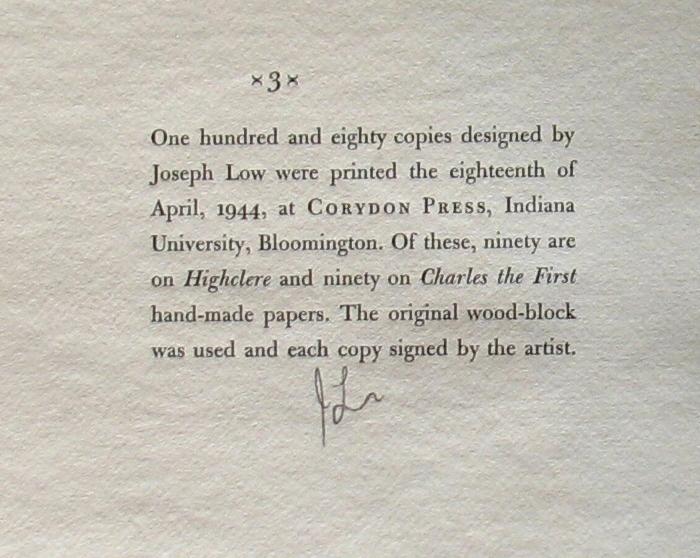 ×3×
One hundred and eighty copies designed by
Joseph Low were printed the eighteenth of
April, 1944, at CORYDON PRESS, Indiana
University, Bloomington. Of these, ninety are
on Highclere and ninety on Charles the First
hand-made papers. The original wood-block
was used and each copy signed by the artist.
J Low